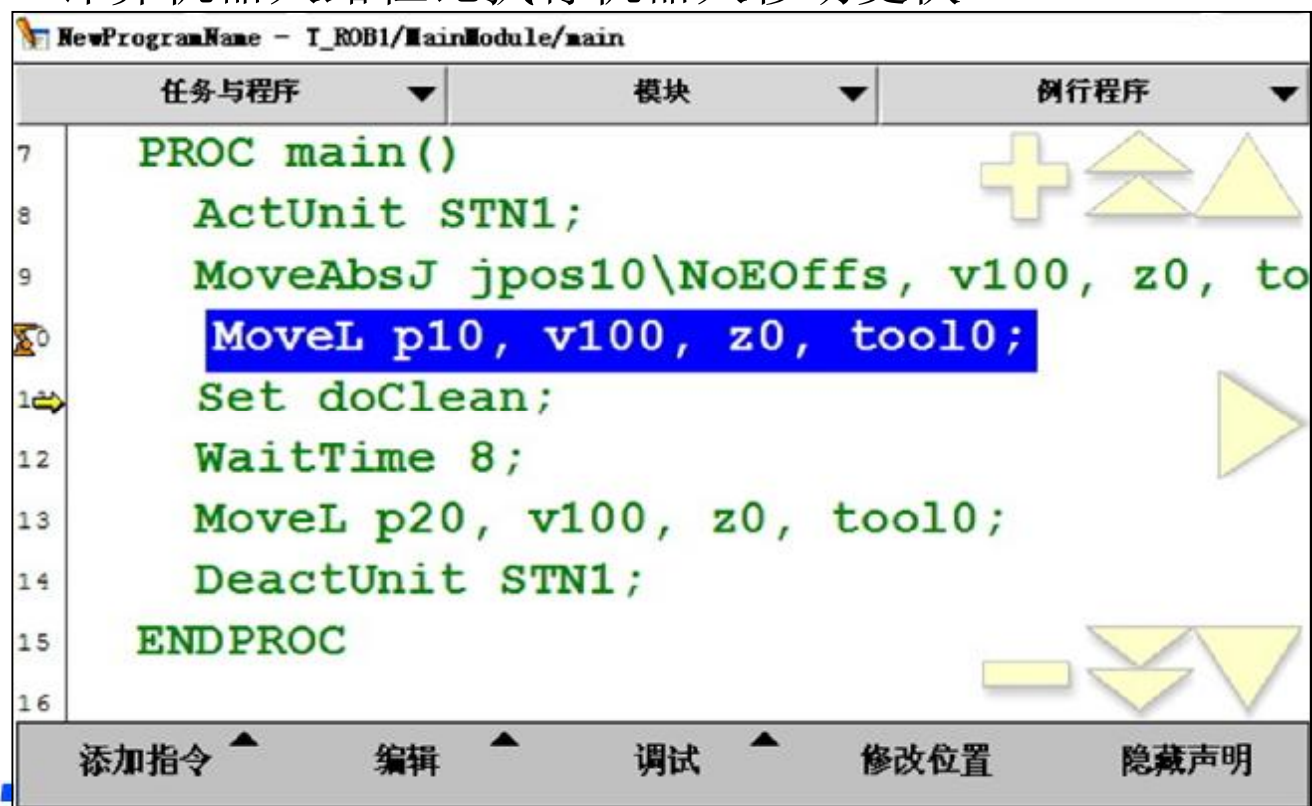 NewProgramName - T_ROB1/MainModule/main
任务与程序 模块 例行程序
7 PROC main()
8 ActUnit STN1;
9 MoveAbsJ jpos10\NoEOffs, v100, z0, to
0 MoveL p10, v100, z0, tool0;
1 Set doClean;
12 WaitTime 8;
13 MoveL p20, v100, z0, tool0;
14 DeactUnit STN1;
15 ENDPROC
16
添加指令 编辑 调试 修改位置 隐藏声明